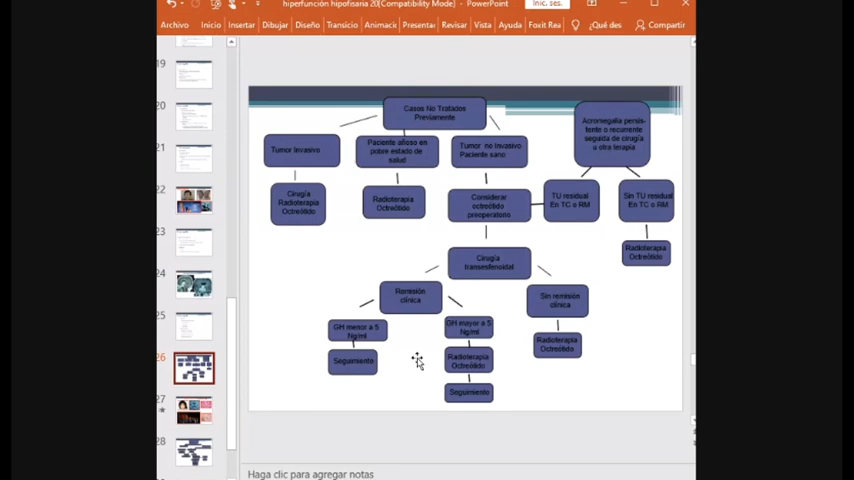 hiperfunción hipofisaria 20[Compatibility Mode] - PowerPoint
Inic. ses.
Archivo Inicio Insertar Dibujar Diseño Transicio Animaci Presentar Revisar Vista Ayuda Foxit Rea ¿Qué des Compartir
19
20
21
22
23
24
25
26
27
28
Casos No Tratados
Previamente
Acromegalia persis-
tente o recurrente
seguida de cirugía
u otra terapia
Tumor Invasivo
Paciente añoso en
pobre estado de
salud
Tumor no Invasivo
Paciente sano
Cirugía
Radioterapia
Octreótido
Radioterapia
Octreótido
Considerar
octreótido
preoperatorio
TU residual
En TC o RM
Sin TU residual
En TC o RM
Radioterapia
Octreótido
Cirugía
transesfenoidal
Remisión
clínica
Sin remisión
clínica
GH menor a 5
Ng/ml
GH mayor a 5
Ng/ml
Radioterapia
Octreótido
Seguimiento
Radioterapia
Octreótido
Seguimiento
Haga clic para agregar notas